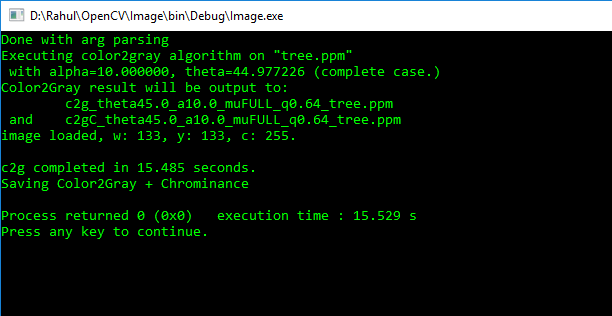 D:\Rahul\OpenCV\Image\bin\Debug\Image.exe
Done with arg parsing
Executing color2gray algorithm on "tree.ppm"
 with alpha=10.000000, theta=44.977226 (complete case.)
Color2Gray result will be output to:
        c2g_theta45.0_a10.0_muFULL_q0.64_tree.ppm
 and    c2gC_theta45.0_a10.0_muFULL_q0.64_tree.ppm
image loaded, w: 133, y: 133, c: 255.
c2g completed in 15.485 seconds.
Saving Color2Gray + Chrominance
Process returned 0 (0x0)   execution time : 15.529 s
Press any key to continue.